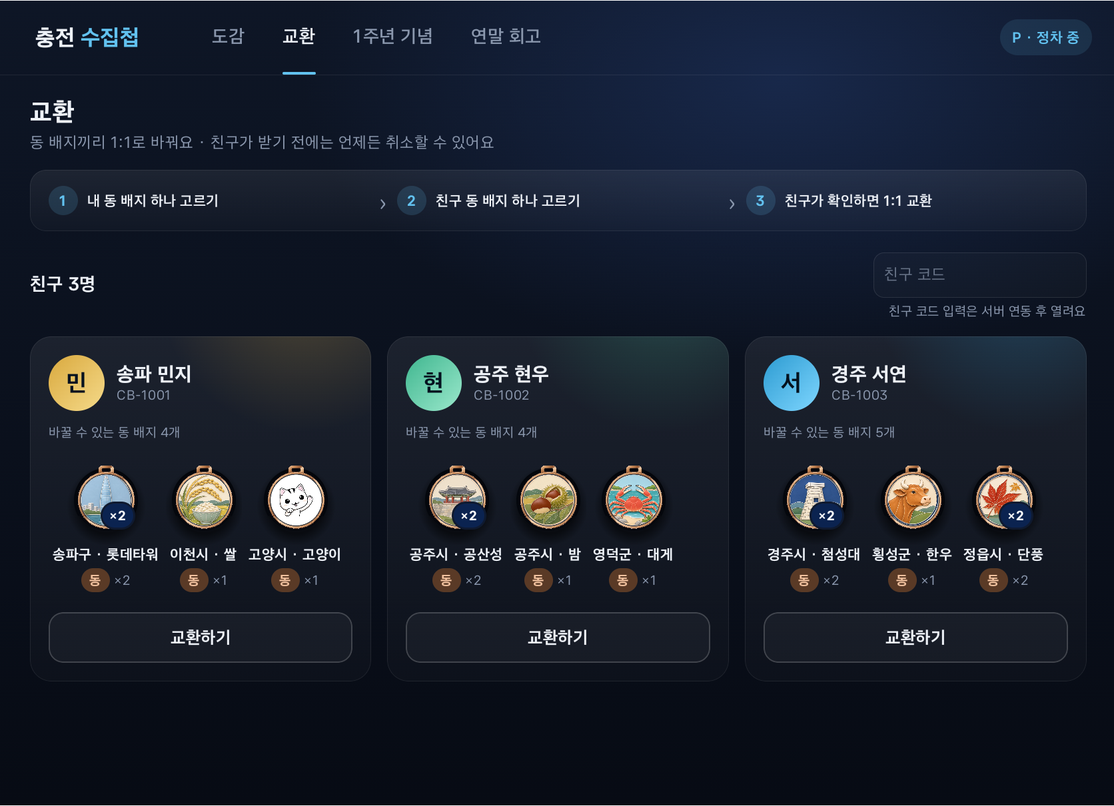 충전 수집첩 도감 교환 1주년 기념 연말 회고 P · 정차 중
교환
동 배지끼리 1:1로 바꿔요 · 친구가 받기 전에는 언제든 취소할 수 있어요
1 내 동 배지 하나 고르기 › 2 친구 동 배지 하나 고르기 › 3 친구가 확인하면 1:1 교환
친구 3명
친구 코드
친구 코드 입력은 서버 연동 후 열려요
민 송파 민지
CB-1001
바꿀 수 있는 동 배지 4개
×2
송파구 · 롯데타워 이천시 · 쌀 고양시 · 고양이
동 ×2 동 ×1 동 ×1
교환하기
현 공주 현우
CB-1002
바꿀 수 있는 동 배지 4개
×2
공주시 · 공산성 공주시 · 밤 영덕군 · 대게
동 ×2 동 ×1 동 ×1
교환하기
서 경주 서연
CB-1003
바꿀 수 있는 동 배지 5개
×2 ×2
경주시 · 첨성대 횡성군 · 한우 정읍시 · 단풍
동 ×2 동 ×1 동 ×2
교환하기